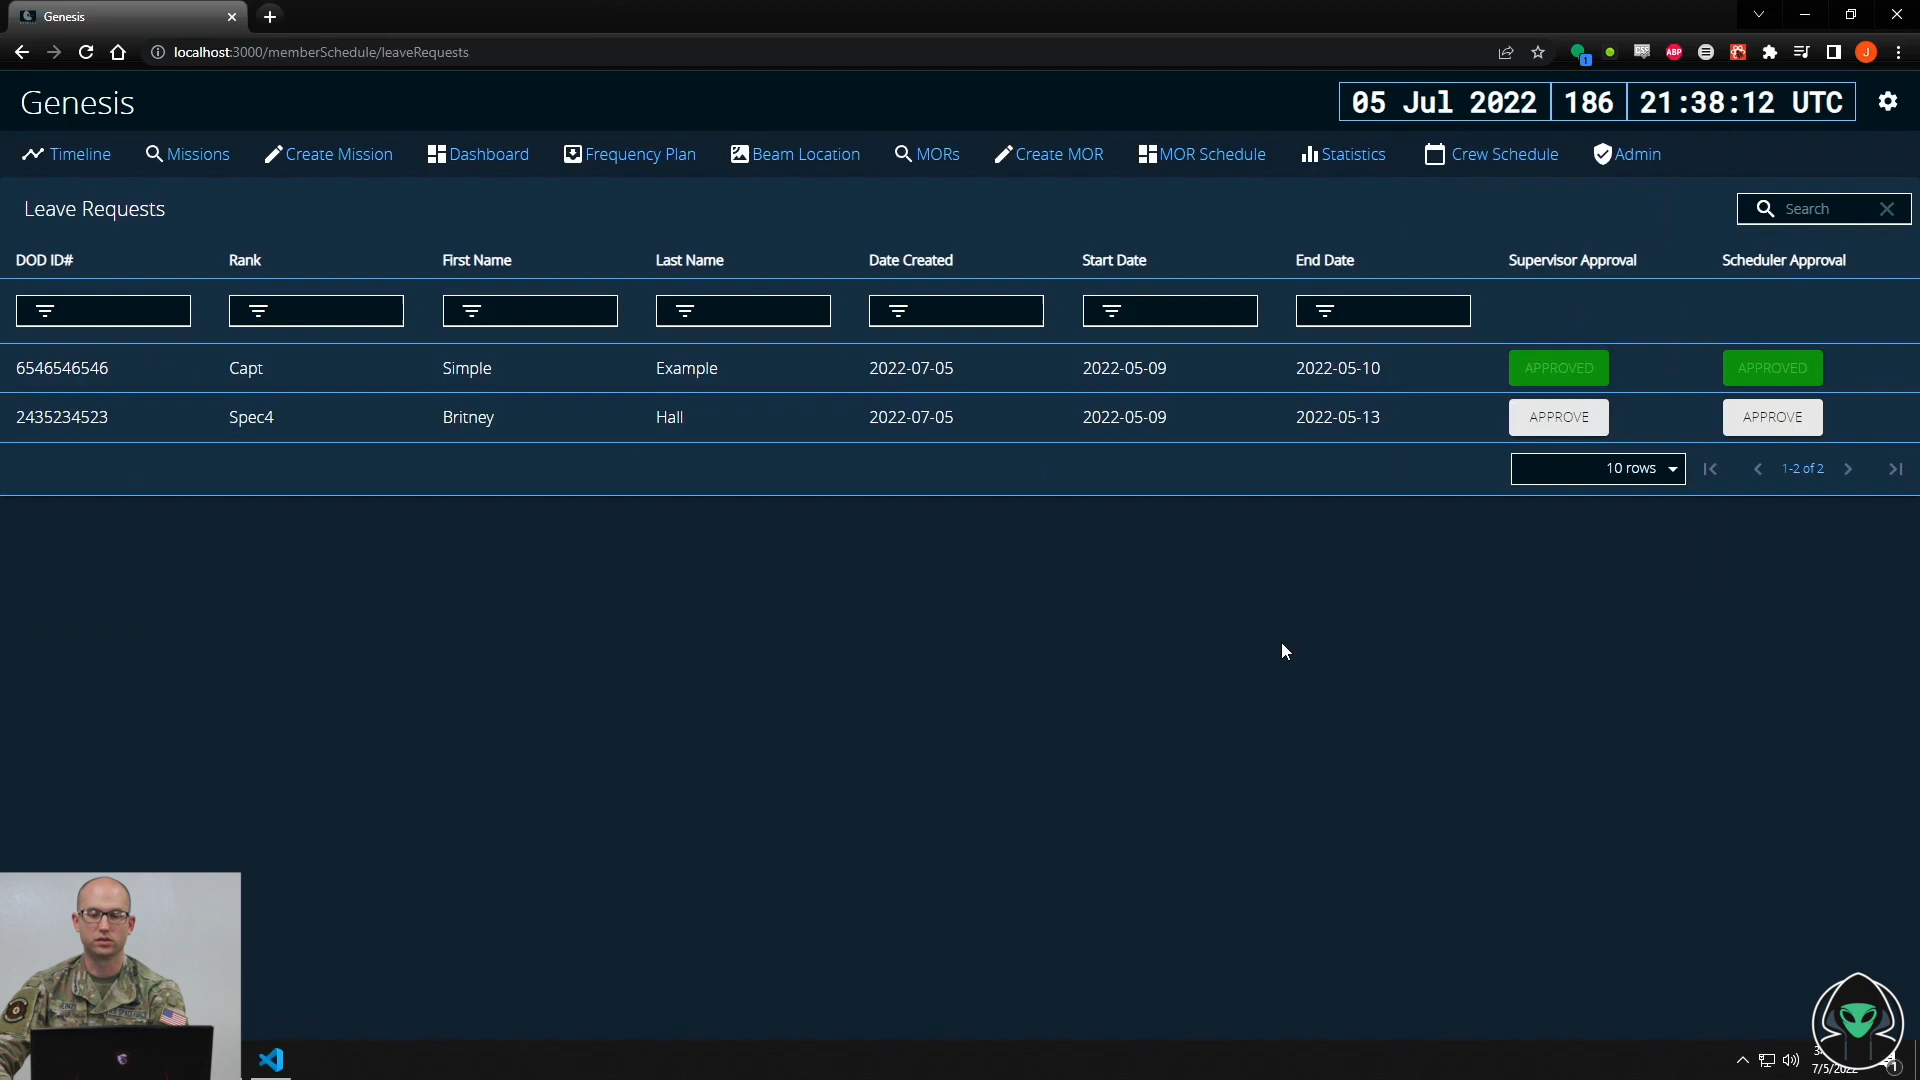 Genesis
localhost:3000/memberSchedule/leaveRequests
1
ABP
J
Genesis
05 Jul 2022 186 21:38:12 UTC
Timeline Missions Create Mission Dashboard Frequency Plan Beam Location MORs Create MOR MOR Schedule Statistics Crew Schedule Admin
Leave Requests
Search
DOD ID# Rank First Name Last Name Date Created Start Date End Date Supervisor Approval Scheduler Approval
6546546546 Capt Simple Example 2022-07-05 2022-05-09 2022-05-10 APPROVED APPROVED
2435234523 Spec4 Britney Hall 2022-07-05 2022-05-09 2022-05-13 APPROVE APPROVE
10 rows 1-2 of 2
1